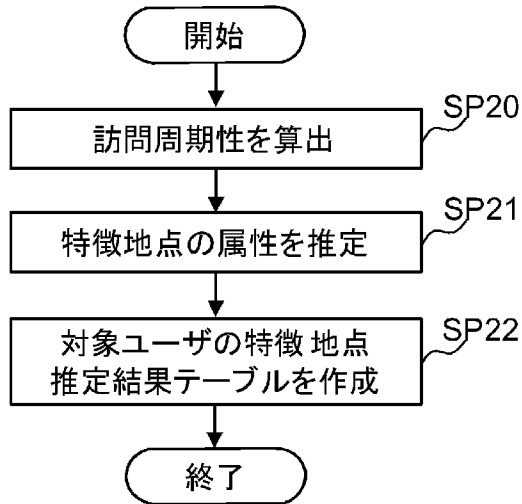 開始
SP20
訪問周期性を算出
SP21
特徴地点の属性を推定
SP22
対象ユーザの特徴地点
推定結果テーブルを作成
終了